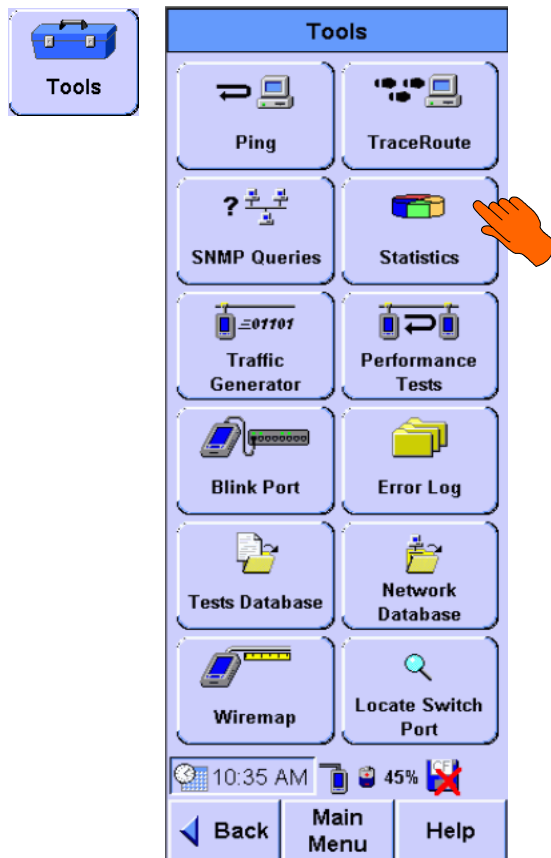 Tools
Tools
Ping
TraceRoute
?
SNMP Queries
Statistics
01101
Traffic
Generator
Performance
Tests
Blink Port
Error Log
Tests Database
Network
Database
Wiremap
Locate Switch
Port
10:35 AM
45%
CF
Back
Main
Menu
Help